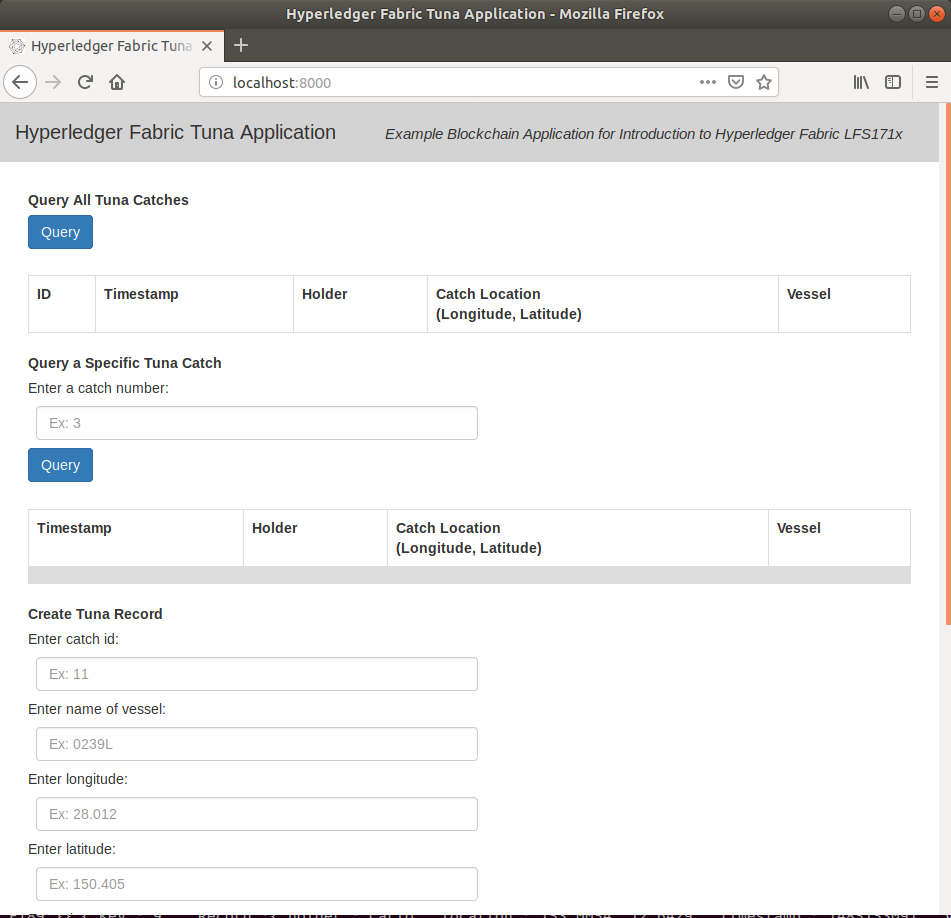 Hyperledger Fabric Tuna Application - Mozilla Firefox
Hyperledger Fabric Tuna
localhost:8000
Hyperledger Fabric Tuna Application Example Blockchain Application for Introduction to Hyperledger Fabric LFS171x
Query All Tuna Catches
Query
ID Timestamp Holder Catch Location Vessel
(Longitude, Latitude)
Query a Specific Tuna Catch
Enter a catch number:
Ex: 3
Query
Timestamp Holder Catch Location Vessel
(Longitude, Latitude)
Create Tuna Record
Enter catch id:
Ex: 11
Enter name of vessel:
Ex: 0239L
Enter longitude:
Ex: 28.012
Enter latitude:
Ex: 150.405